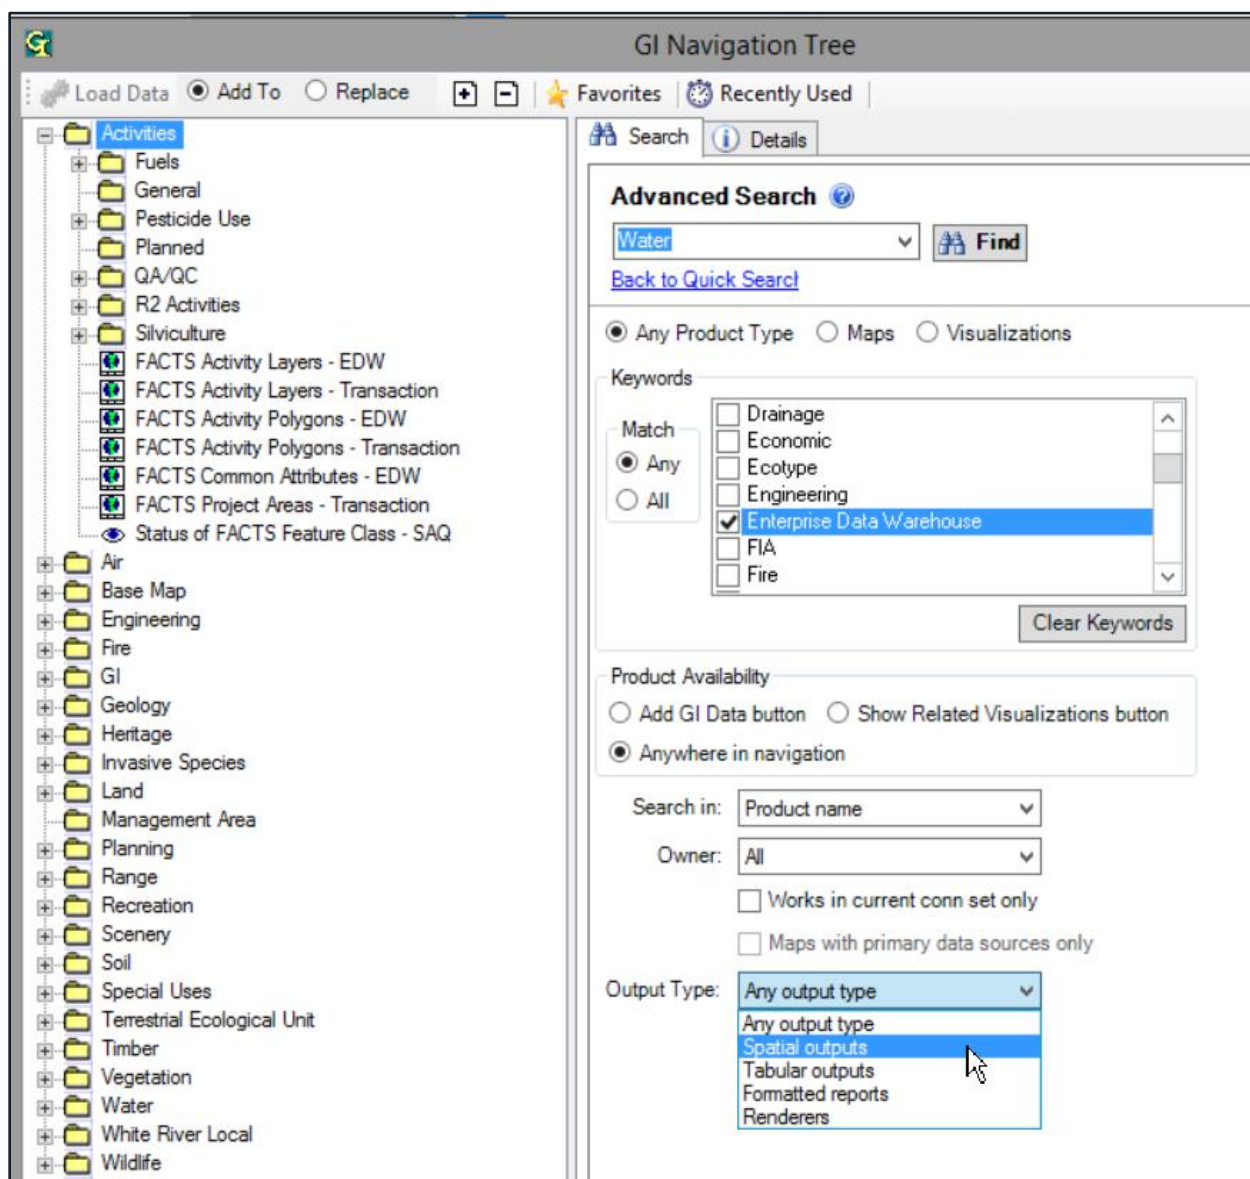 GI Navigation Tree
Load Data Add To Replace Favorites Recently Used
Activities
Fuels
General
Pesticide Use
Planned
QA/QC
R2 Activities
Silviculture
FACTS Activity Layers - EDW
FACTS Activity Layers - Transaction
FACTS Activity Polygons - EDW
FACTS Activity Polygons - Transaction
FACTS Common Attributes - EDW
FACTS Project Areas - Transaction
Status of FACTS Feature Class - SAQ
Air
Base Map
Engineering
Fire
GI
Geology
Heritage
Invasive Species
Land
Management Area
Planning
Range
Recreation
Scenery
Soil
Special Uses
Terrestrial Ecological Unit
Timber
Vegetation
Water
White River Local
Wildlife
Search Details
Advanced Search
Water Find
Back to Quick Search
Any Product Type Maps Visualizations
Keywords
Match
Any
All
Drainage
Economic
Ecotype
Engineering
Enterprise Data Warehouse
FIA
Fire
Clear Keywords
Product Availability
Add GI Data button Show Related Visualizations button
Anywhere in navigation
Search in: Product name
Owner: All
Works in current conn set only
Maps with primary data sources only
Output Type: Any output type
Any output type
Spatial outputs
Tabular outputs
Formatted reports
Renderers